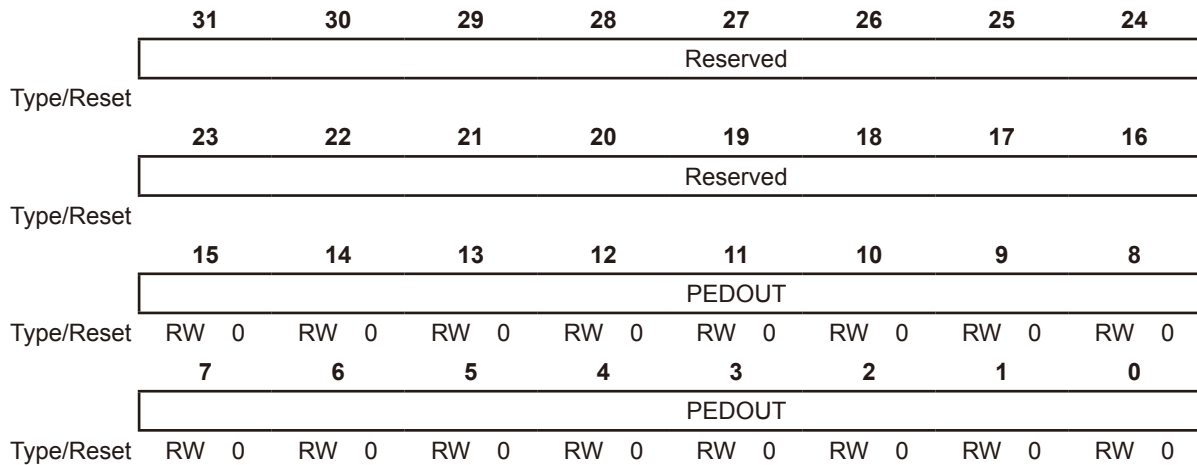 31 30 29 28 27 26 25 24
Reserved
Type/Reset
23 22 21 20 19 18 17 16
Reserved
Type/Reset
15 14 13 12 11 10 9 8
PEDOUT
Type/Reset RW 0 RW 0 RW 0 RW 0 RW 0 RW 0 RW 0 RW 0
7 6 5 4 3 2 1 0
PEDOUT
Type/Reset RW 0 RW 0 RW 0 RW 0 RW 0 RW 0 RW 0 RW 0